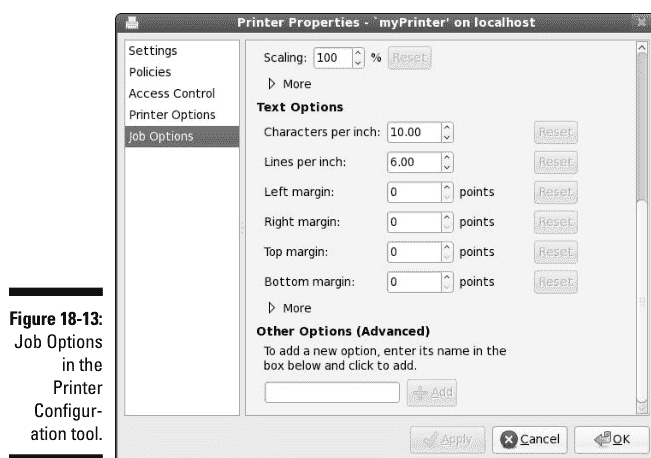 Printer Properties - `myPrinter' on localhost
Settings
Policies
Access Control
Printer Options
Job Options
Scaling: 100 % Reset
More
Text Options
Characters per inch: 10.00 Reset
Lines per inch: 6.00 Reset
Left margin: 0 points Reset
Right margin: 0 points Reset
Top margin: 0 points Reset
Bottom margin: 0 points Reset
More
Other Options (Advanced)
To add a new option, enter its name in the
box below and click to add.
Add
Apply Cancel OK
Figure 18-13:
Job Options
in the
Printer
Configur-
ation tool.